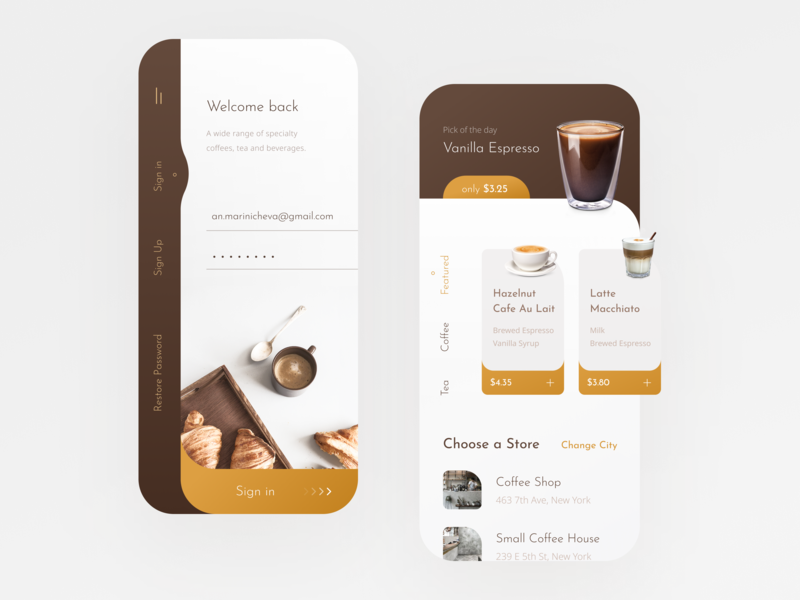 Welcome back
A wide range of specialty
coffees, tea and beverages.
Sign in
Sign Up
Restore Password
an.marinicheva@gmail.com
Sign in
Pick of the day
Vanilla Espresso
only $3.25
Featured
Coffee
Tea
Hazelnut
Cafe Au Lait
Brewed Espresso
Vanilla Syrup
$4.35 +
Latte
Macchiato
Milk
Brewed Espresso
$3.80 +
Choose a Store
Change City
Coffee Shop
463 7th Ave, New York
Small Coffee House
239 E 5th St, New York